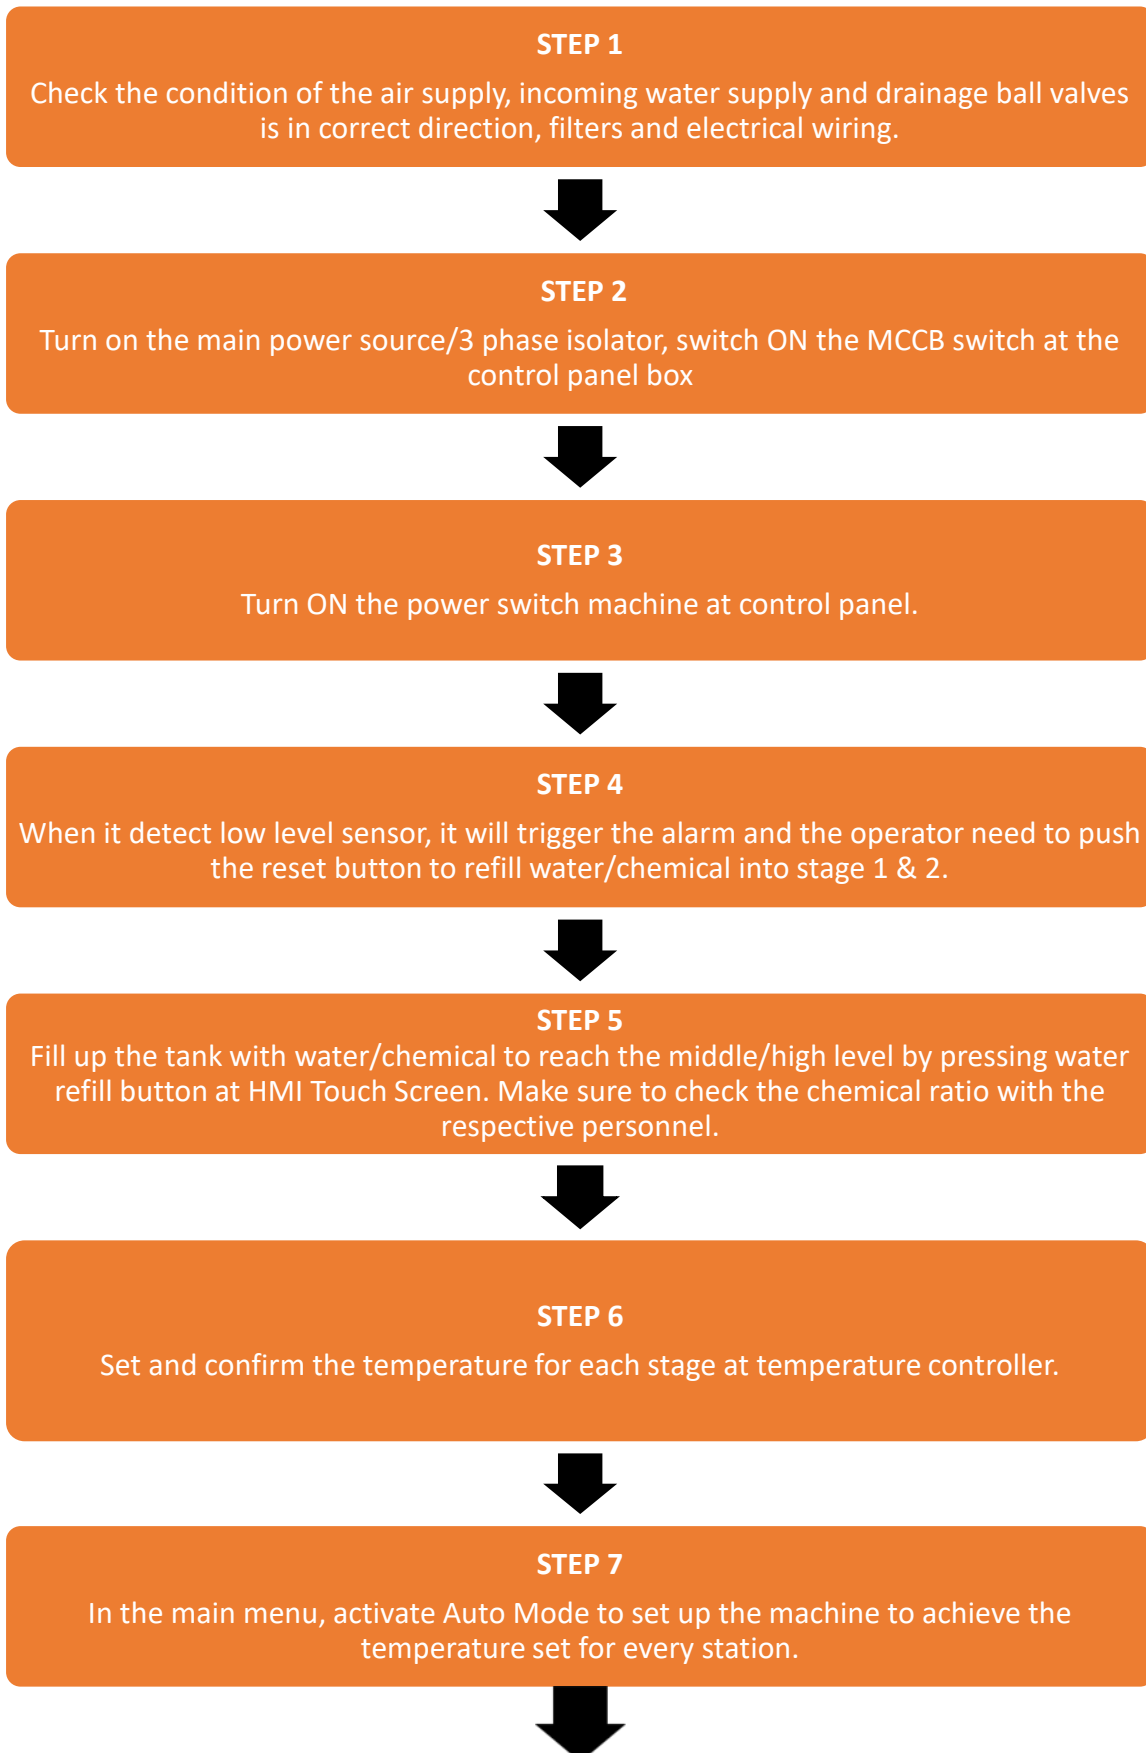 STEP 1
Check the condition of the air supply, incoming water supply and drainage ball valves
is in correct direction, filters and electrical wiring.
STEP 2
Turn on the main power source/3 phase isolator, switch ON the MCCB switch at the
control panel box
STEP 3
Turn ON the power switch machine at control panel.
STEP 4
When it detect low level sensor, it will trigger the alarm and the operator need to push
the reset button to refill water/chemical into stage 1 & 2.
STEP 5
Fill up the tank with water/chemical to reach the middle/high level by pressing water
refill button at HMI Touch Screen. Make sure to check the chemical ratio with the
respective personnel.
STEP 6
Set and confirm the temperature for each stage at temperature controller.
STEP 7
In the main menu, activate Auto Mode to set up the machine to achieve the
temperature set for every station.